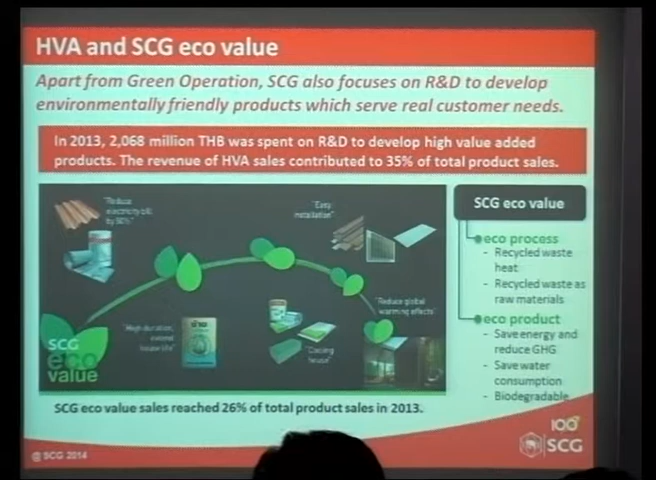 HVA and SCG eco value
Apart from Green Operation, SCG also focuses on R&D to develop
environmentally friendly products which serve real customer needs.
In 2013, 2,068 million THB was spent on R&D to develop high value added
products. The revenue of HVA sales contributed to 35% of total product sales.
"Reduce
electricity bill
by 50%"
"Easy
installation"
"Reduce global
warming effects"
"High duration,
extend
house life"
"Cooling
house"
SCG
eco
value
SCG eco value sales reached 26% of total product sales in 2013.
SCG eco value
eco process
- Recycled waste
heat
- Recycled waste as
raw materials
eco product
- Save energy and
reduce GHG
- Save water
consumption
- Biodegradable
100
SCG
@ SCG 2014